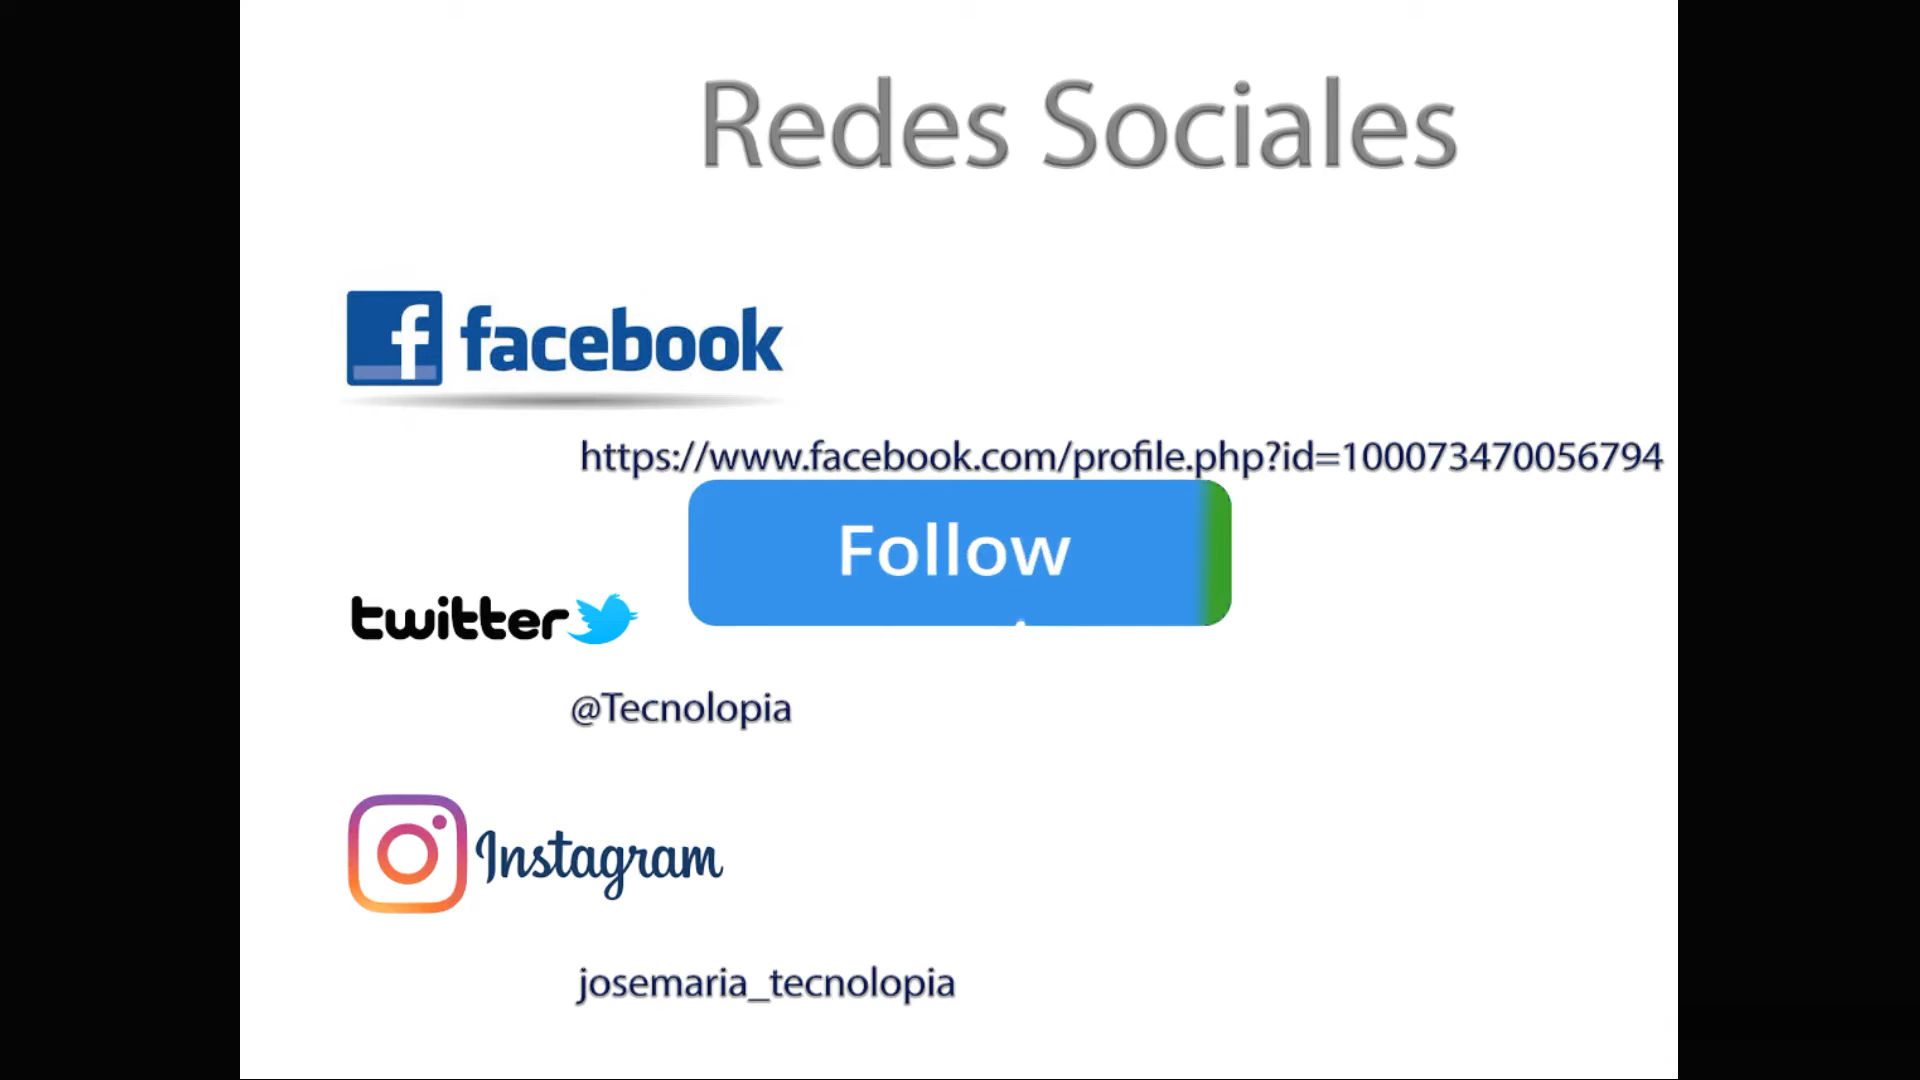 Redes Sociales
facebook
https://www.facebook.com/profile.php?id=100073470056794
Follow
twitter
@Tecnolopia
Instagram
josemaria_tecnolopia